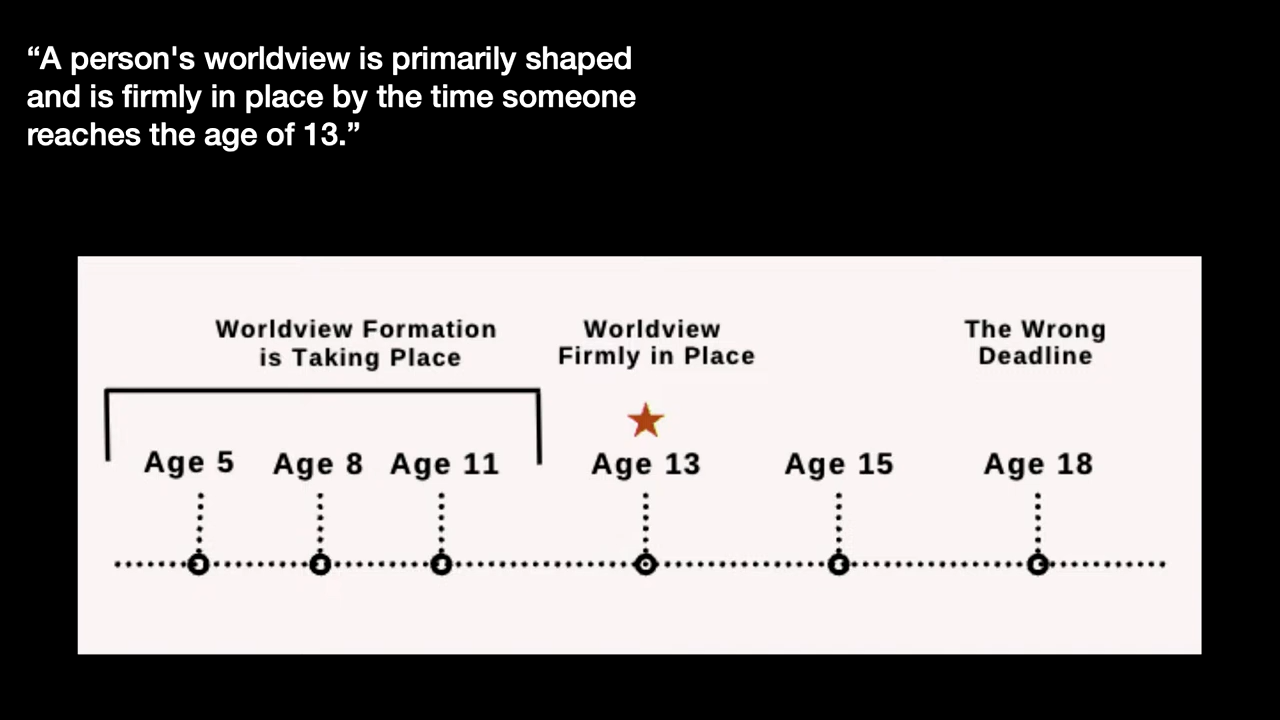 “A person's worldview is primarily shaped
and is firmly in place by the time someone
reaches the age of 13.”
Worldview Formation
is Taking Place
Worldview
Firmly in Place
The Wrong
Deadline
Age 5
Age 8
Age 11
Age 13
Age 15
Age 18